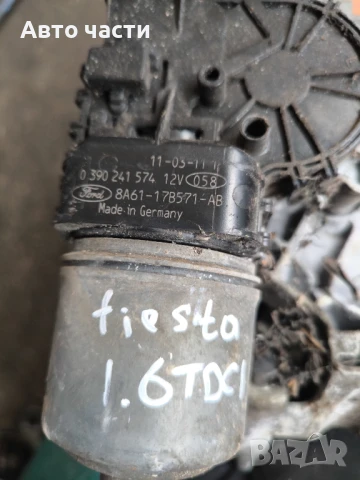 Авто части
11-03-11
0 390 241 574 12V 058
Ford 8A61-17B571-AB
Made in Germany
fiesta
1.6TDCI
BAZAR